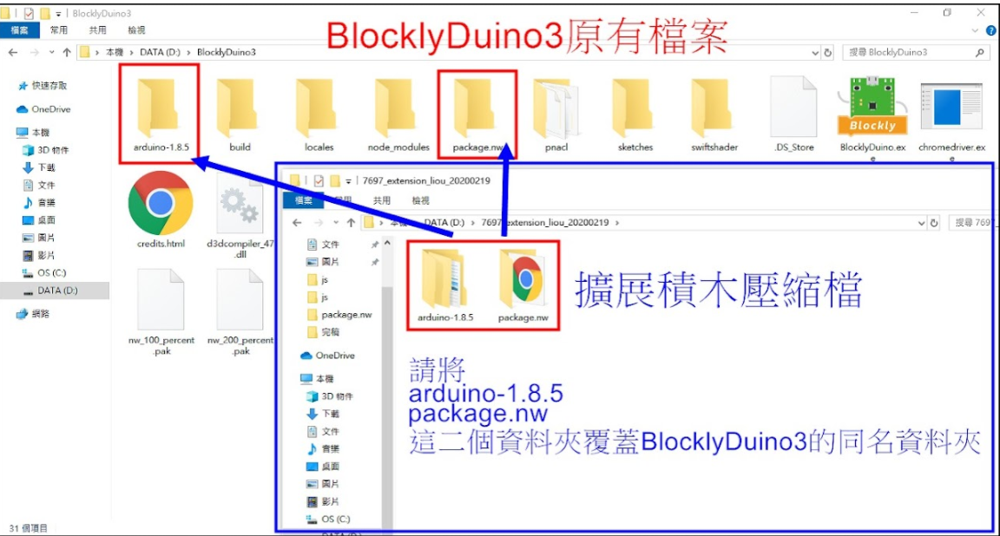 BlocklyDuino3
檔案 常用 共用 檢視
BlocklyDuino3原有檔案
本機 › DATA (D:) › BlocklyDuino3
搜尋 BlocklyDuino3
快速存取
OneDrive
本機
3D 物件
下載
文件
音樂
桌面
圖片
影片
OS (C:)
DATA (D:)
網路
arduino-1.8.5
build
locales
node_modules
package.nw
pnacl
sketches
swiftshader
.DS_Store
Blockly
BlocklyDuino.ex
e
chromedriver.ex
e
credits.html
d3dcompiler_47
.dll
nw_100_percent
.pak
nw_200_percent
.pak
7697_extension_liou_20200219
檔案 常用 共用 檢視
本機 › DATA (D:) › 7697_extension_liou_20200219 ›
搜尋 769
文件
圖片
js
js
package.nw
完稿
OneDrive
本機
3D 物件
下載
文件
音樂
桌面
圖片
影片
OS (C:)
DATA (D:)
arduino-1.8.5
package.nw
擴展積木壓縮檔
請將
arduino-1.8.5
package.nw
這二個資料夾覆蓋BlocklyDuino3的同名資料夾
31 個項目